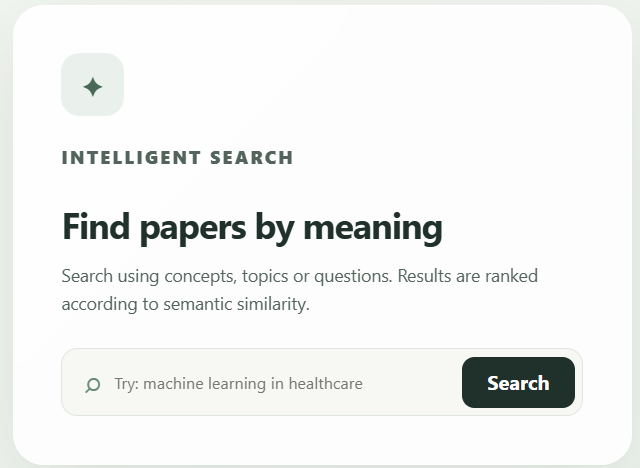 INTELLIGENT SEARCH
Find papers by meaning
Search using concepts, topics or questions. Results are ranked
according to semantic similarity.
Try: machine learning in healthcare
Search